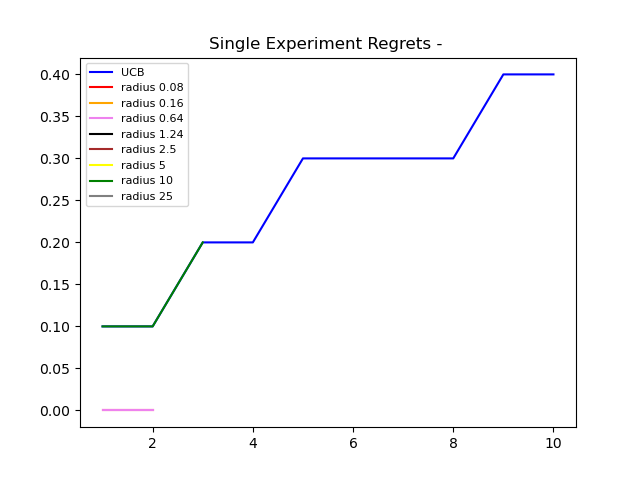 Single Experiment Regrets -
0.40
0.35
0.30
0.25
0.20
0.15
0.10
0.05
0.00
UCB
radius 0.08
radius 0.16
radius 0.64
radius 1.24
radius 2.5
radius 5
radius 10
radius 25
2 4 6 8 10